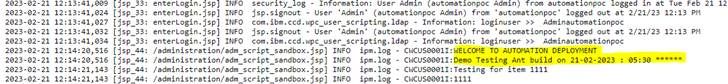 2023-02-21 12:13:41,009 [jsp_33: enterLogin.jsp] INFO security_log - Information: User Admin (automationpoc Admin) from automationpoc logged in at Tue Feb 21 12
2023-02-21 12:13:41,027 [jsp_33: enterLogin.jsp] INFO jsp.signout - User 'Admin' (automationpoc Admin) from 'automationpoc' logged out at 2/21/23 12:13 PM
2023-02-21 12:13:41,032 [jsp_33: enterLogin.jsp] INFO com.ibm.ccd.wpc_user_scripting.ldap - Information: loginuser >> Adminautomationpoc
2023-02-21 12:13:41,034 [jsp_33: enterLogin.jsp] INFO jsp.signout - User 'Admin' (automationpoc Admin) from 'automationpoc' logged out at 2/21/23 12:13 PM
2023-02-21 12:13:41,034 [jsp_33: enterLogin.jsp] INFO com.ibm.ccd.wpc_user_scripting.ldap - Information: loginuser >> Adminautomationpoc
2023-02-21 12:14:20,516 [jsp_44: /administration/adm_script_sandbox.jsp] INFO ipm.log - CWCUS0001I:WELCOME TO AUTOMATION DEPLOYMENT
2023-02-21 12:14:20,516 [jsp_44: /administration/adm_script_sandbox.jsp] INFO ipm.log - CWCUS0001I:Demo Testing Ant build on 21-02-2023 : 05:30 ******
2023-02-21 12:14:21,143 [jsp_44: /administration/adm_script_sandbox.jsp] INFO ipm.log - CWCUS0001I:Testing for item 1111
2023-02-21 12:14:21,143 [jsp_44: /administration/adm_script_sandbox.jsp] INFO ipm.log - CWCUS0001I:1111